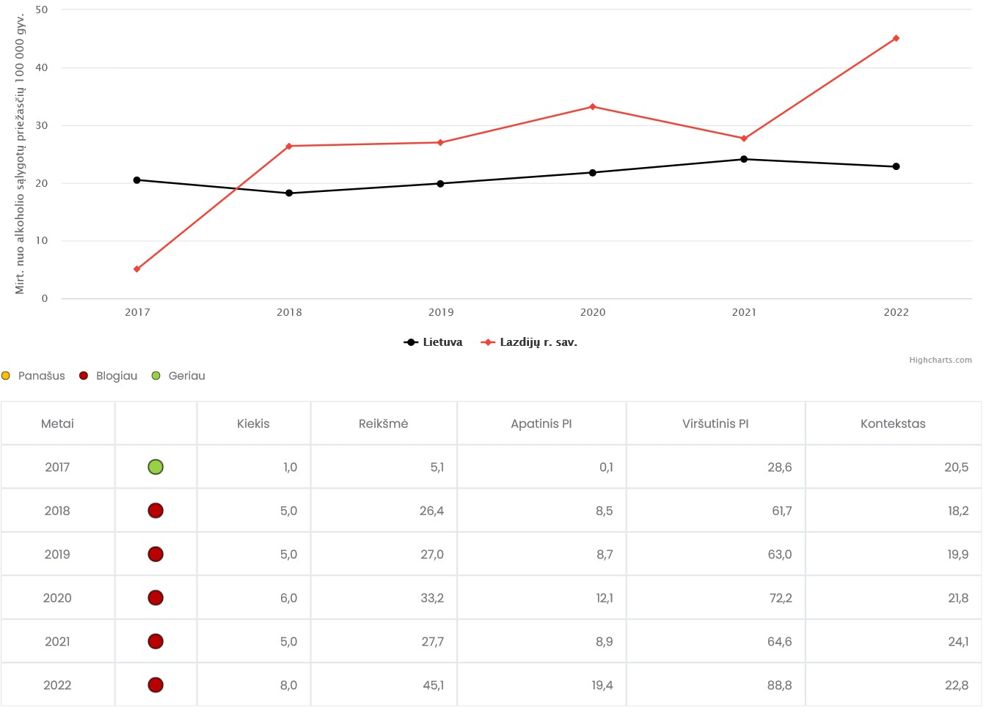 Mirt. nuo alkoholio sąlygotų priežasčių 100 000 gyv.
50
40
30
20
10
0
2017 2018 2019 2020 2021 2022
Lietuva Lazdijų r. sav.
Highcharts.com
Panašus Blogiau Geriau
Metai Kiekis Reikšmė Apatinis PI Viršutinis PI Kontekstas
2017 1,0 5,1 0,1 28,6 20,5
2018 5,0 26,4 8,5 61,7 18,2
2019 5,0 27,0 8,7 63,0 19,9
2020 6,0 33,2 12,1 72,2 21,8
2021 5,0 27,7 8,9 64,6 24,1
2022 8,0 45,1 19,4 88,8 22,8